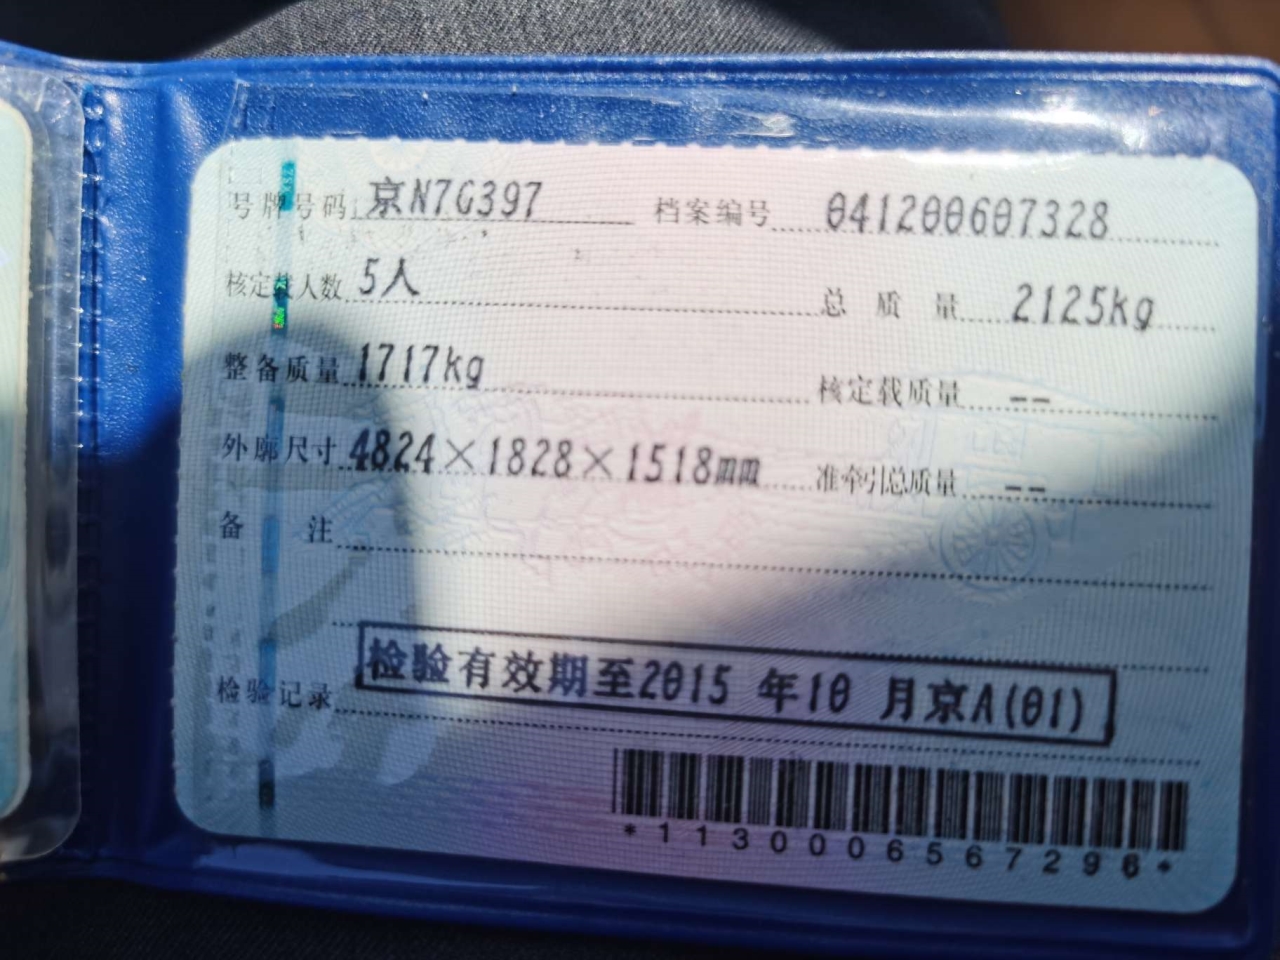 号牌号码 京N7G397 档案编号 041200607328
核定载人数 5人 总质量 2125kg
整备质量 1717kg 核定载质量 --
外廓尺寸 4824×1828×1518mm 准牵引总质量 --
备注
检验记录 检验有效期至2015 年10 月京A(01)
*1130006567296*